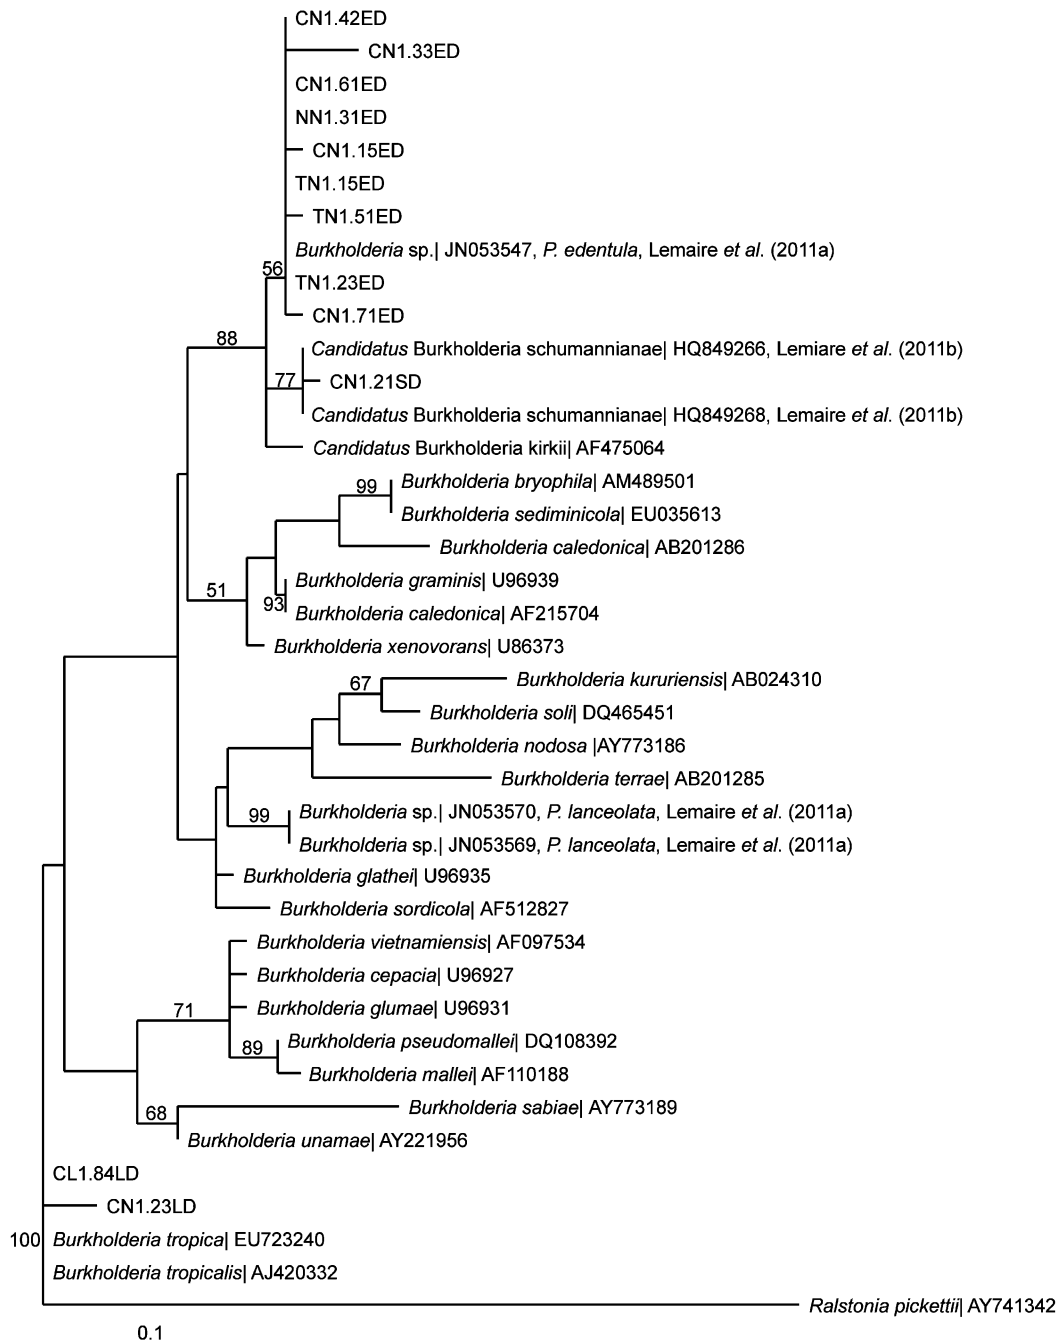 CN1.42ED
CN1.33ED
CN1.61ED
NN1.31ED
CN1.15ED
TN1.15ED
TN1.51ED
Burkholderia sp.| JN053547, P. edentula, Lemaire et al. (2011a)
56
TN1.23ED
CN1.71ED
88
Candidatus Burkholderia schumannianae| HQ849266, Lemiare et al. (2011b)
77
CN1.21SD
Candidatus Burkholderia schumannianae| HQ849268, Lemaire et al. (2011b)
Candidatus Burkholderia kirkii| AF475064
99
Burkholderia bryophila| AM489501
Burkholderia sediminicola| EU035613
Burkholderia caledonica| AB201286
51
Burkholderia graminis| U96939
93
Burkholderia caledonica| AF215704
Burkholderia xenovorans| U86373
67
Burkholderia kururiensis| AB024310
Burkholderia soli| DQ465451
Burkholderia nodosa |AY773186
Burkholderia terrae| AB201285
99
Burkholderia sp.| JN053570, P. lanceolata, Lemaire et al. (2011a)
Burkholderia sp.| JN053569, P. lanceolata, Lemaire et al. (2011a)
Burkholderia glathei| U96935
Burkholderia sordicola| AF512827
Burkholderia vietnamiensis| AF097534
Burkholderia cepacia| U96927
71
Burkholderia glumae| U96931
89
Burkholderia pseudomallei| DQ108392
Burkholderia mallei| AF110188
68
Burkholderia sabiae| AY773189
Burkholderia unamae| AY221956
CL1.84LD
CN1.23LD
100
Burkholderia tropica| EU723240
Burkholderia tropicalis| AJ420332
Ralstonia pickettii| AY741342
0.1